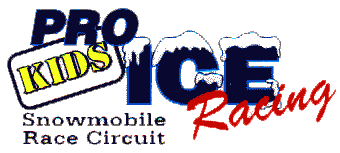 PRO
KIDS ICE
Racing
Snowmobile
Race Circuit